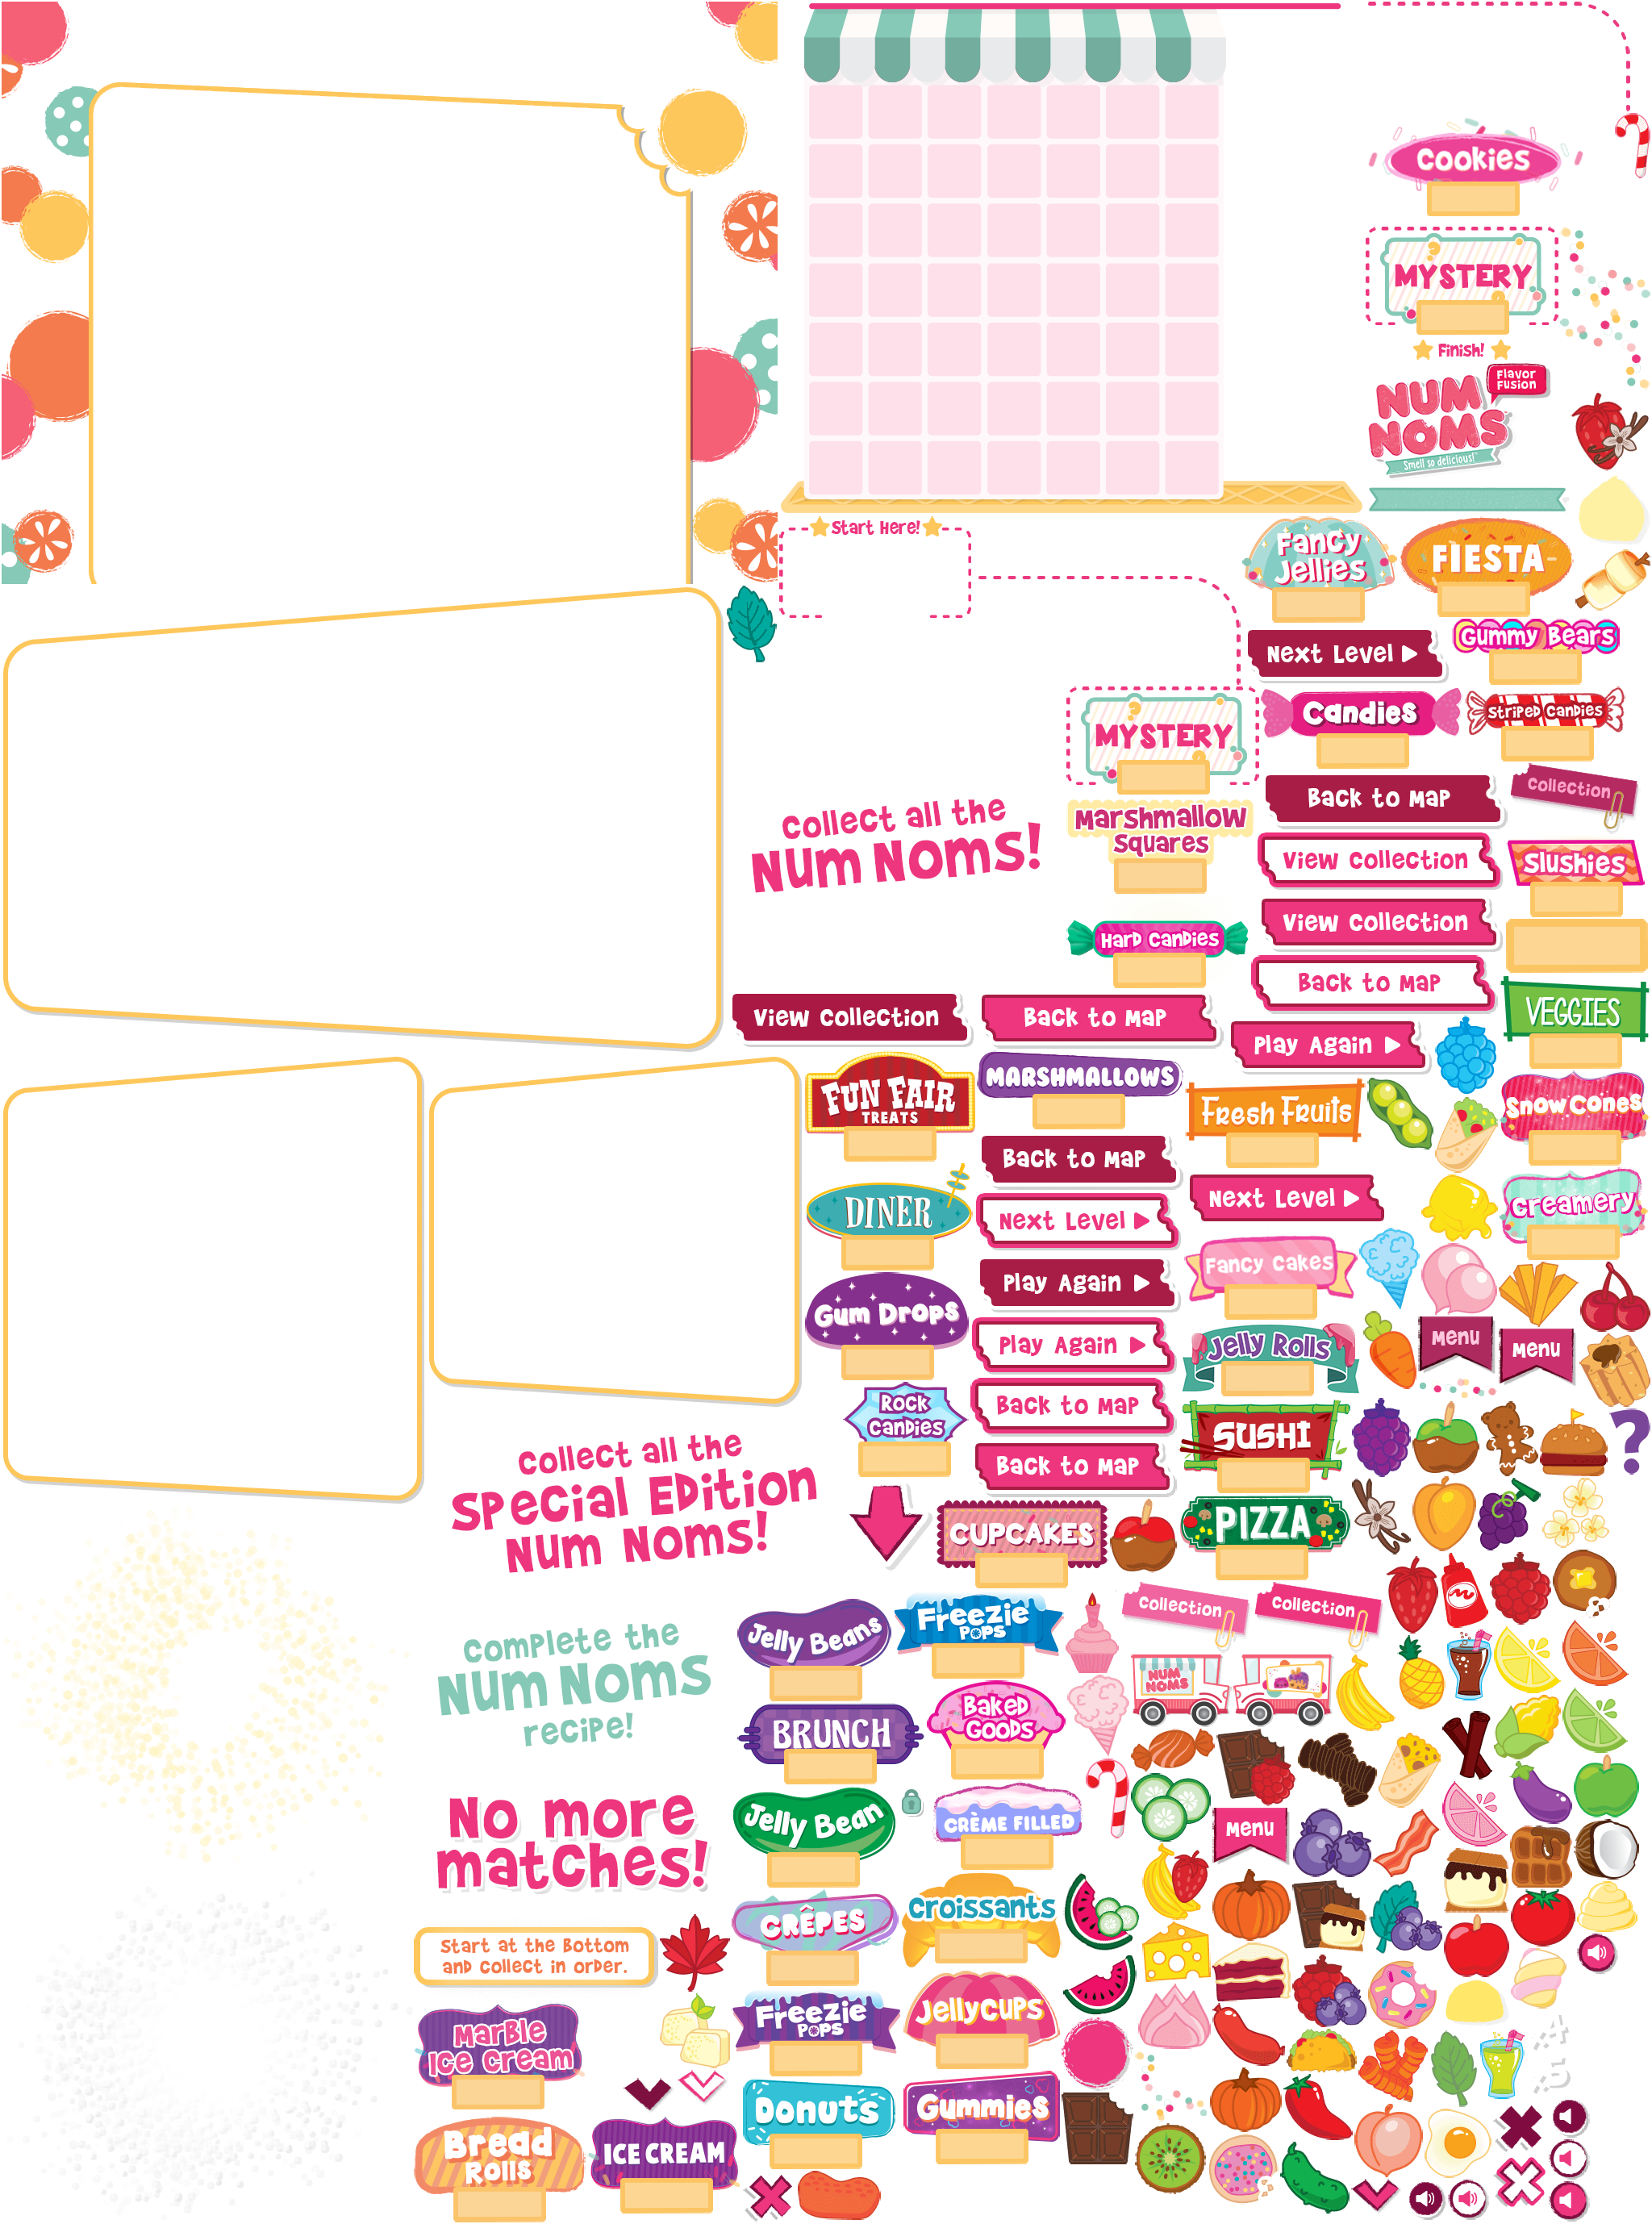 Cookies
MYSTERY
Finish!
Flavor
Fusion
NUM
NOMS
Smell so delicious!
Start Here!
Fancy
Jellies
FIESTA
Next Level
Gummy Bears
Candies
Striped Candies
MYSTERY
Back to Map
Collection
Collect all the
Num Noms!
Marshmallow
Squares
View Collection
Slushies
View Collection
Hard Candies
Back to Map
View Collection
Back to Map
VEGGIES
Play Again
FUN FAIR
TREATS
MARSHMALLOWS
Fresh Fruits
Snow Cones
Back to Map
DINER
Next Level
Next Level
Creamery
Fancy Cakes
Play Again
Gum Drops
Play Again
Jelly Rolls
Menu
Menu
Rock
Candies
Back to Map
SUSHI
?
Collect all the
Special Edition
Num Noms!
Back to Map
CUPCAKES
PIZZA
Jelly Beans
Freezie
POPS
Collection
Collection
Complete the
Num Noms
recipe!
NUM
NOMS
BRUNCH
Baked
Goods
No more
matches!
Jelly Bean
CRÈME FILLED
Menu
CRÊPES
Croissants
Start at the Bottom
and collect in order.
Marble
Ice Cream
Freezie
POPS
Jellycups
Donuts
Gummies
Bread
Rolls
ICE CREAM